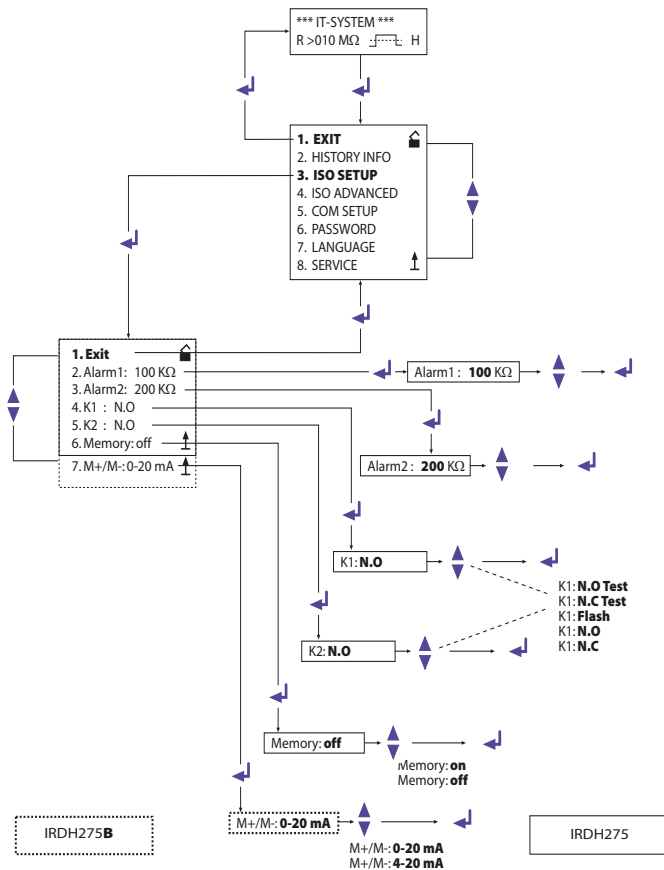 *** IT-SYSTEM ***
R >010 MΩ H
1. EXIT
2. HISTORY INFO
3. ISO SETUP
4. ISO ADVANCED
5. COM SETUP
6. PASSWORD
7. LANGUAGE
8. SERVICE
1. Exit
2. Alarm1: 100 KΩ
3. Alarm2: 200 KΩ
4. K1 : N.O
5. K2 : N.O
6. Memory: off
7. M+/M-: 0-20 mA
Alarm1 : 100 KΩ
Alarm2 : 200 KΩ
K1: N.O
K1: N.O Test
K1: N.C Test
K1: Flash
K1: N.O
K1: N.C
K2: N.O
Memory: off
Memory: on
Memory: off
M+/M-: 0-20 mA
M+/M-: 0-20 mA
M+/M-: 4-20 mA
IRDH275B
IRDH275